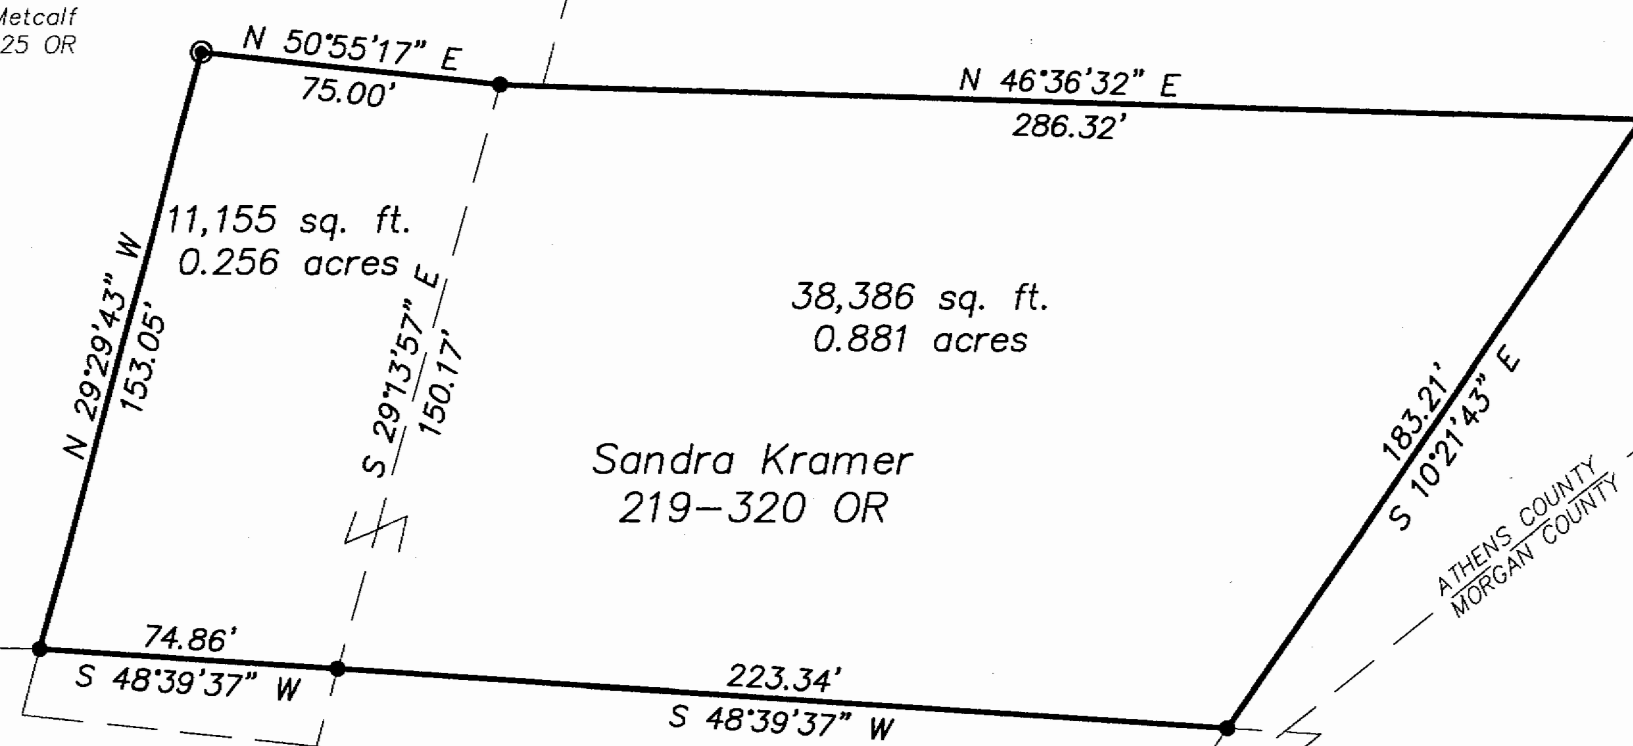 Metcalf
25 OR
N 50°55'17" E
75.00'
N 46°36'32" E
286.32'
11,155 sq. ft.
0.256 acres
N 29°29'43" W
153.05'
S 29°13'57" E
150.17'
38,386 sq. ft.
0.881 acres
Sandra Kramer
219-320 OR
183.21'
S 10°21'43" E
ATHENS COUNTY
MORGAN COUNTY
74.86'
S 48°39'37" W
223.34'
S 48°39'37" W